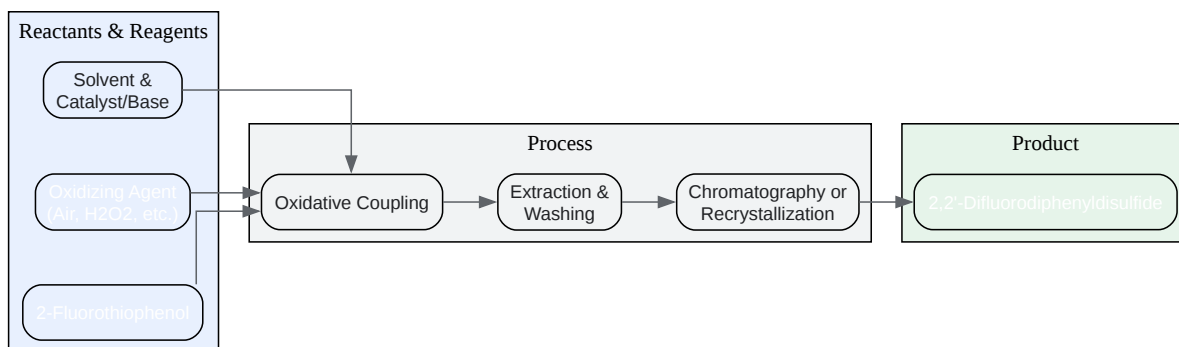 Reactants & Reagents
Solvent &
Catalyst/Base
Oxidizing Agent
(Air, H2O2, etc.)
2-Fluorothiophenol
Process
Oxidative Coupling
Extraction &
Washing
Chromatography or
Recrystallization
Product
2,2'-Difluorodiphenyldisulfide